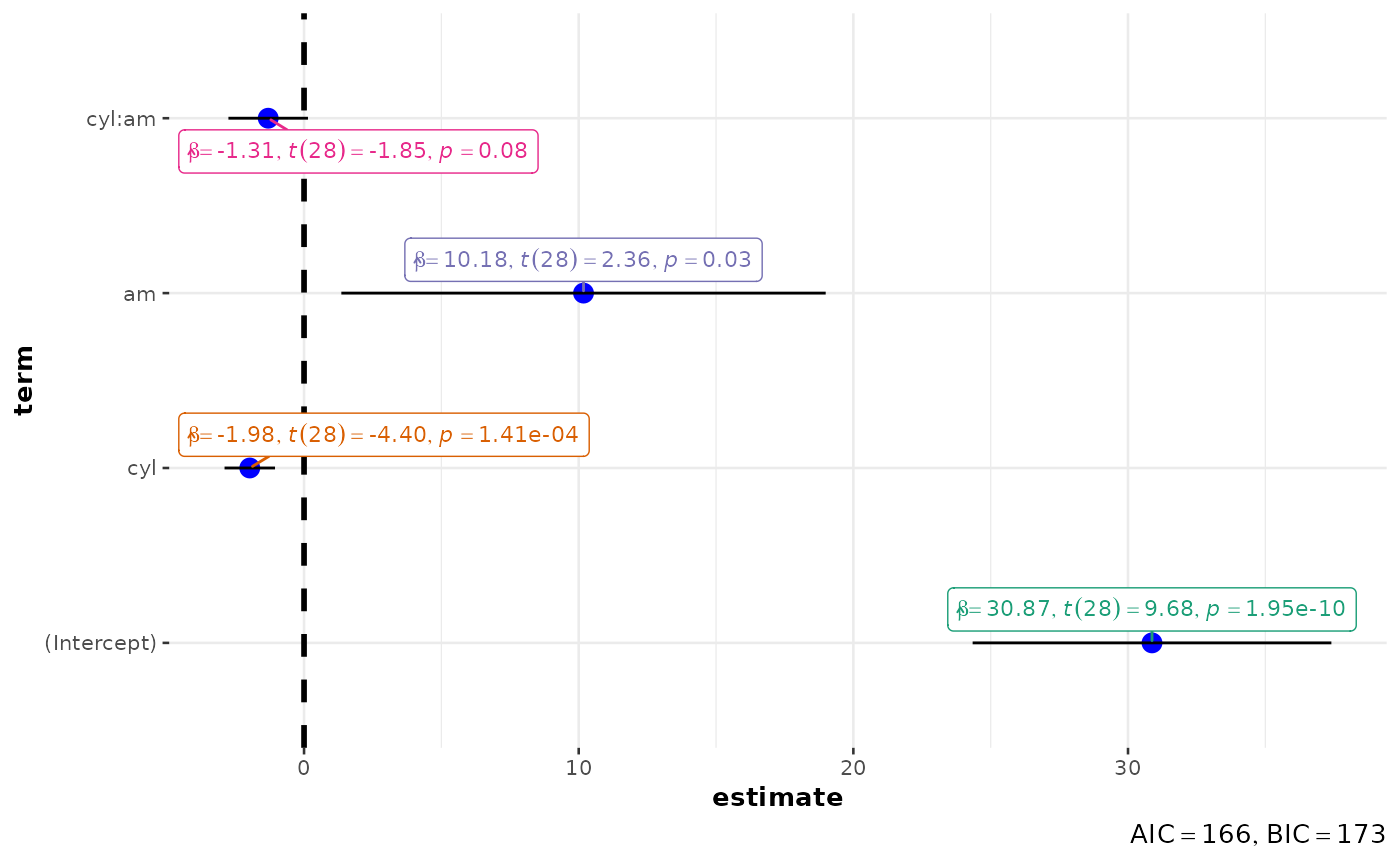 cyl:am
β̂ = -1.31, t(28) = -1.85, p = 0.08
β̂ = 10.18, t(28) = 2.36, p = 0.03
am
term
β̂ = -1.98, t(28) = -4.40, p = 1.41e-04
cyl
β̂ = 30.87, t(28) = 9.68, p = 1.95e-10
(Intercept)
0 10 20 30
estimate
AIC = 166, BIC = 173